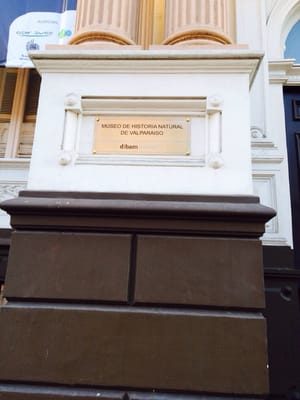 MUSEO DE HISTORIA NATURAL
DE VALPARAISO
dibam